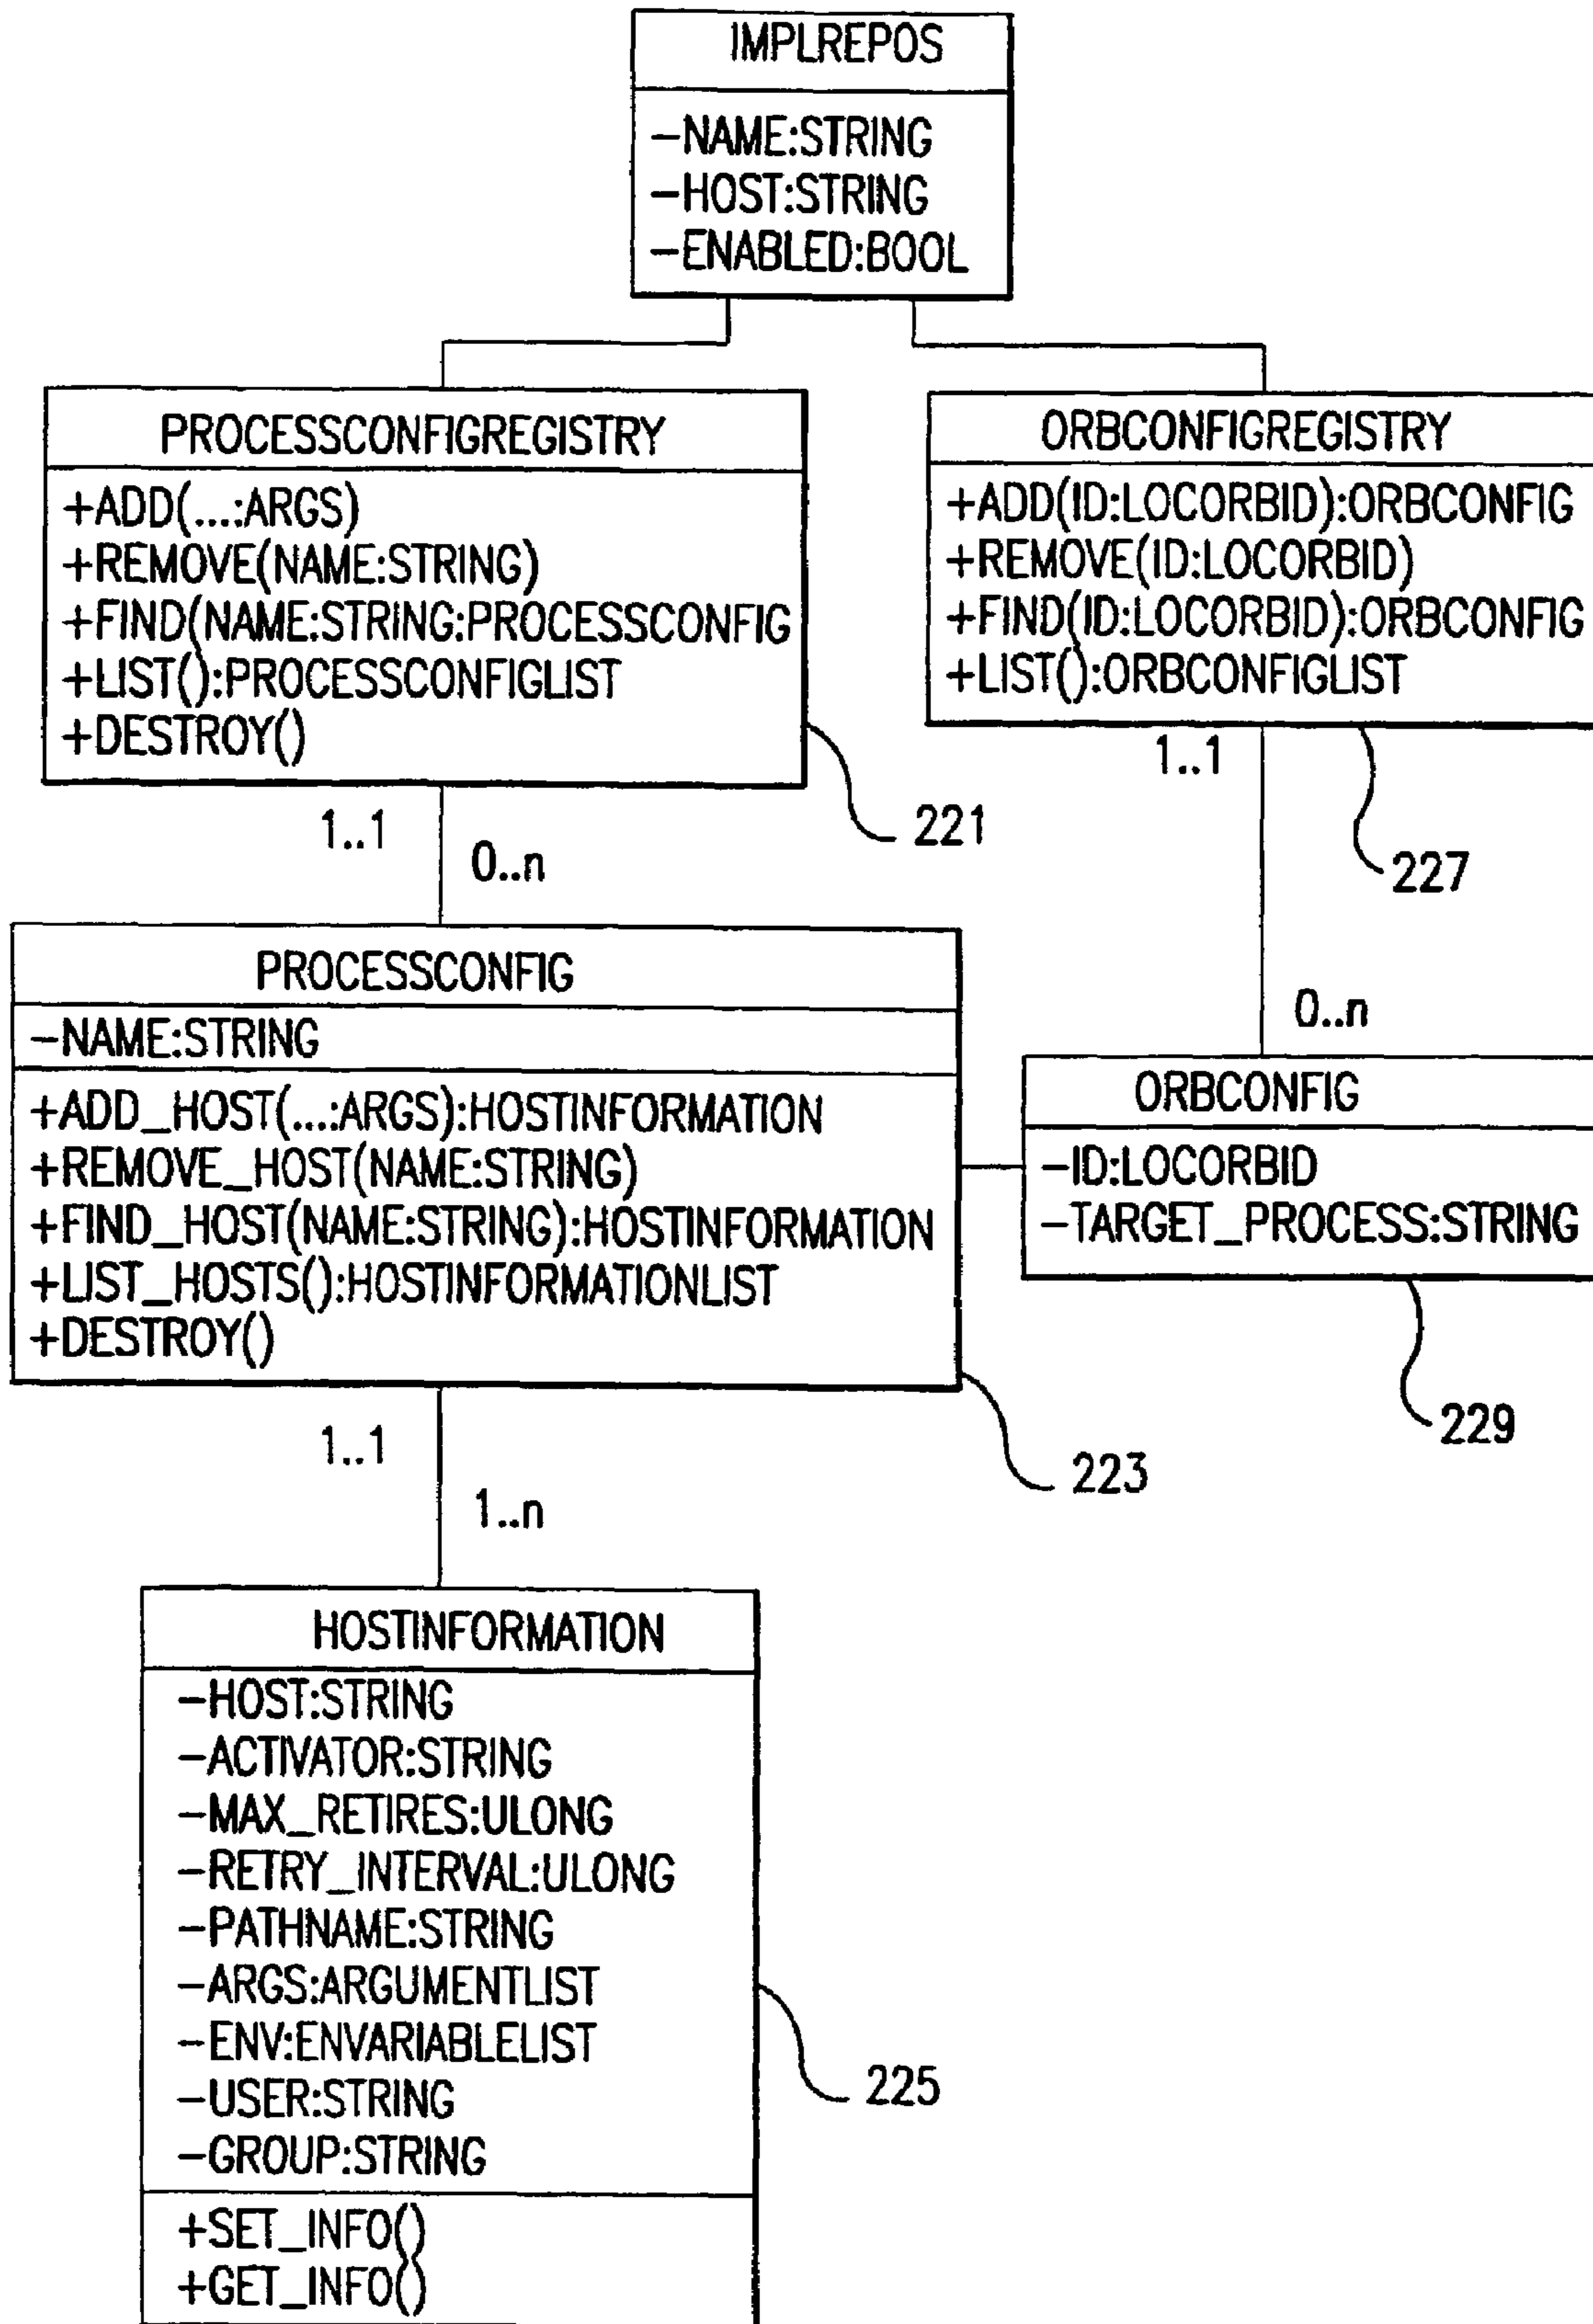 IMPLREPOS
-NAME:STRING
-HOST:STRING
-ENABLED:BOOL
PROCESSCONFIGREGISTRY
+ADD(...:ARGS)
+REMOVE(NAME:STRING)
+FIND(NAME:STRING:PROCESSCONFIG
+LIST():PROCESSCONFIGLIST
+DESTROY()
221
ORBCONFIGREGISTRY
+ADD(ID:LOCORBID):ORBCONFIG
+REMOVE(ID:LOCORBID)
+FIND(ID:LOCORBID):ORBCONFIG
+LIST():ORBCONFIGLIST
227
1..1
0..n
1..1
0..n
PROCESSCONFIG
-NAME:STRING
+ADD_HOST(...:ARGS):HOSTINFORMATION
+REMOVE_HOST(NAME:STRING)
+FIND_HOST(NAME:STRING):HOSTINFORMATION
+LIST_HOSTS():HOSTINFORMATIONLIST
+DESTROY()
223
ORBCONFIG
-ID:LOCORBID
-TARGET_PROCESS:STRING
229
1..1
1..n
HOSTINFORMATION
-HOST:STRING
-ACTIVATOR:STRING
-MAX_RETIRES:ULONG
-RETRY_INTERVAL:ULONG
-PATHNAME:STRING
-ARGS:ARGUMENTLIST
-ENV:ENVARIABLELIST
-USER:STRING
-GROUP:STRING
+SET_INFO()
+GET_INFO()
225